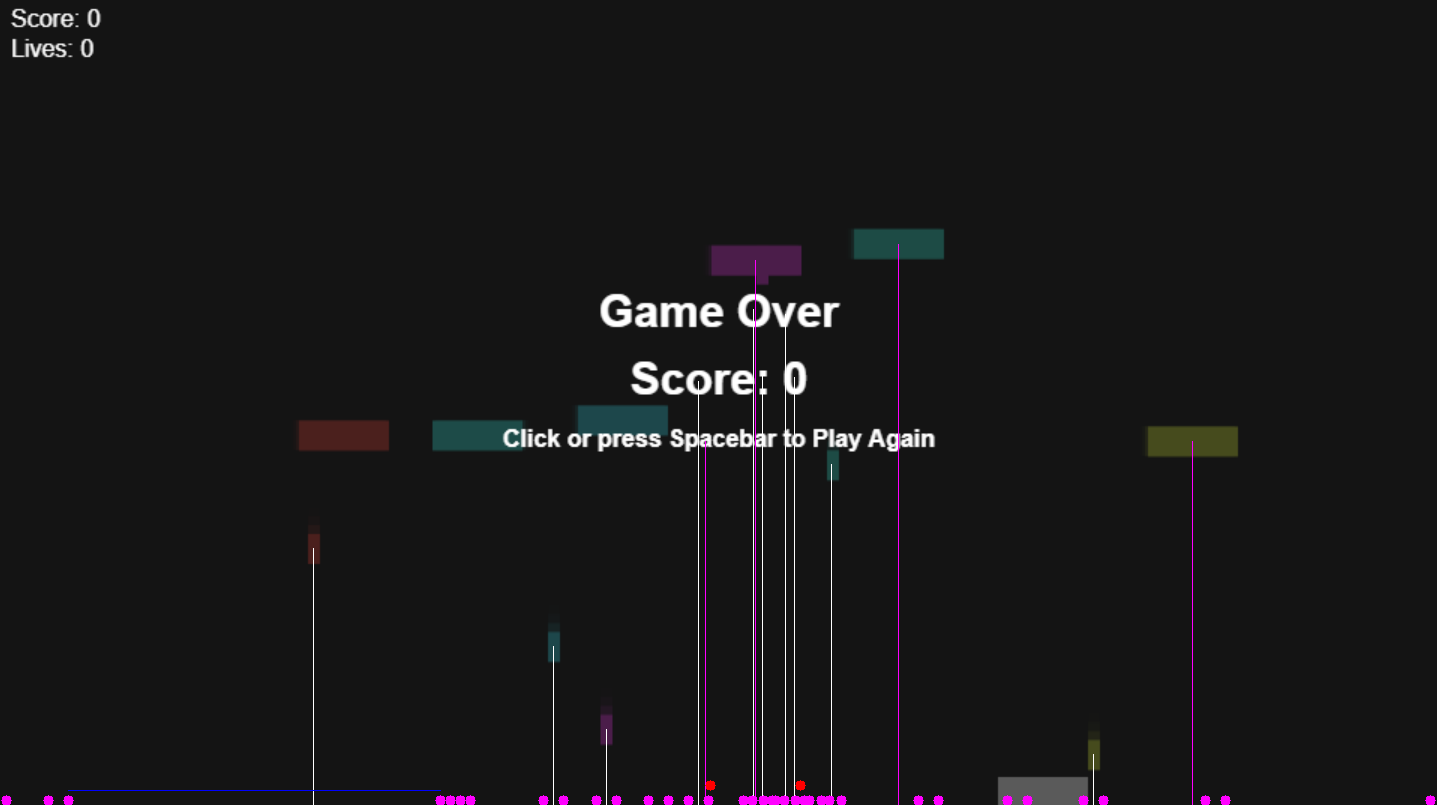 Score: 0
Lives: 0
Game Over
Score: 0
Click or press Spacebar to Play Again